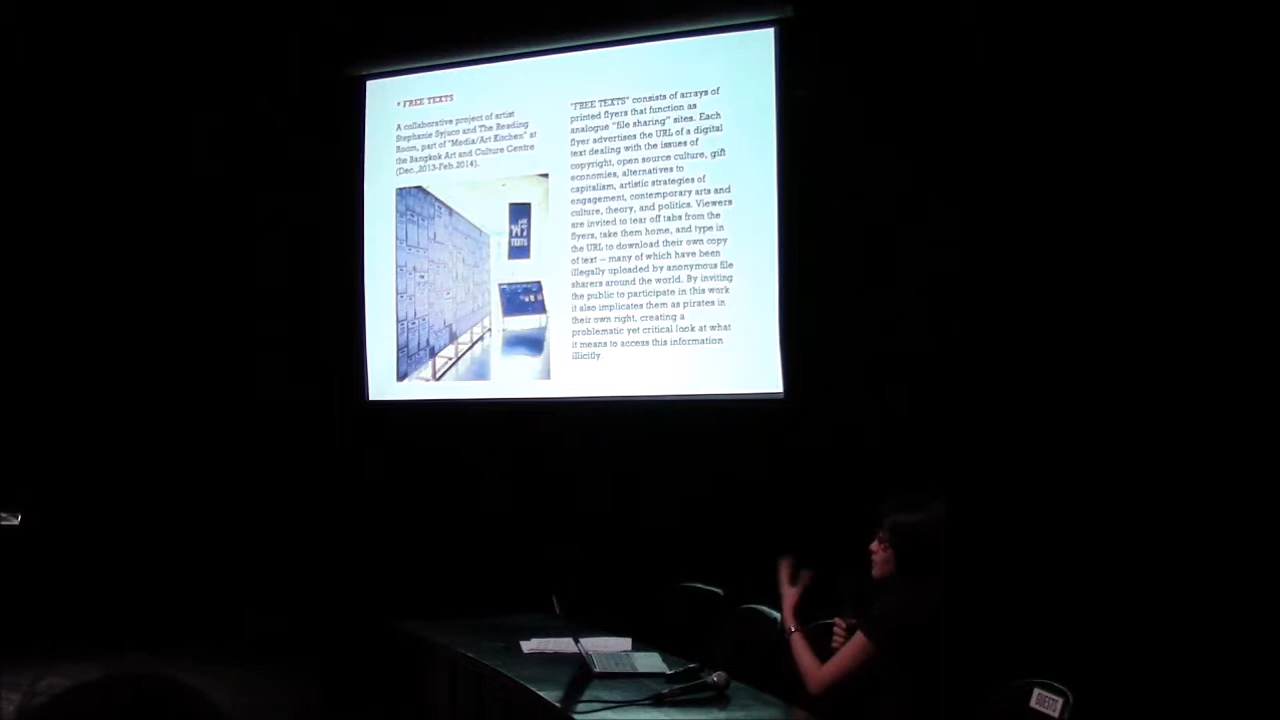 * FREE TEXTS
A collaborative project of artist
Stephanie Syjuco and The Reading
Room, part of "Media/Art Kitchen" at
the Bangkok Art and Culture Centre
(Dec.,2013-Feb.2014).
ฟรี
TEXTS
"FREE TEXTS" consists of arrays of
printed flyers that function as
analogue "file sharing" sites. Each
flyer advertises the URL of a digital
text dealing with the issues of
copyright, open source culture, gift
economies, alternatives to
capitalism, artistic strategies of
engagement, contemporary arts and
culture, theory, and politics. Viewers
are invited to tear off tabs from the
flyers, take them home, and type in
the URL to download their own copy
of text – many of which have been
illegally uploaded by anonymous file
sharers around the world. By inviting
the public to participate in this work
it also implicates them as pirates in
their own right, creating a
problematic yet critical look at what
it means to access this information
illicitly.
GUESTS